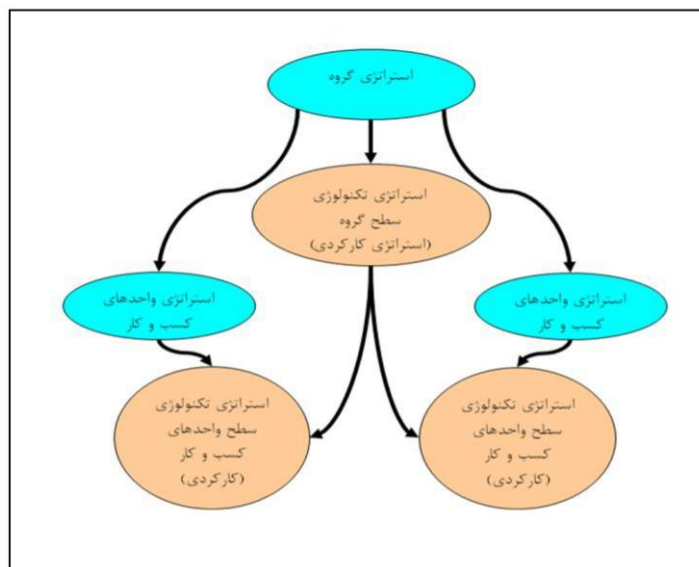 استراتژی گروه
استراتژی تکنولوژی
سطح گروه
(استراتژی کارکردی)
استراتژی واحدهای
کسب و کار
استراتژی واحدهای
کسب و کار
استراتژی تکنولوژی
سطح واحدهای
کسب و کار
(کارکردی)
استراتژی تکنولوژی
سطح واحدهای
کسب و کار
(کارکردی)